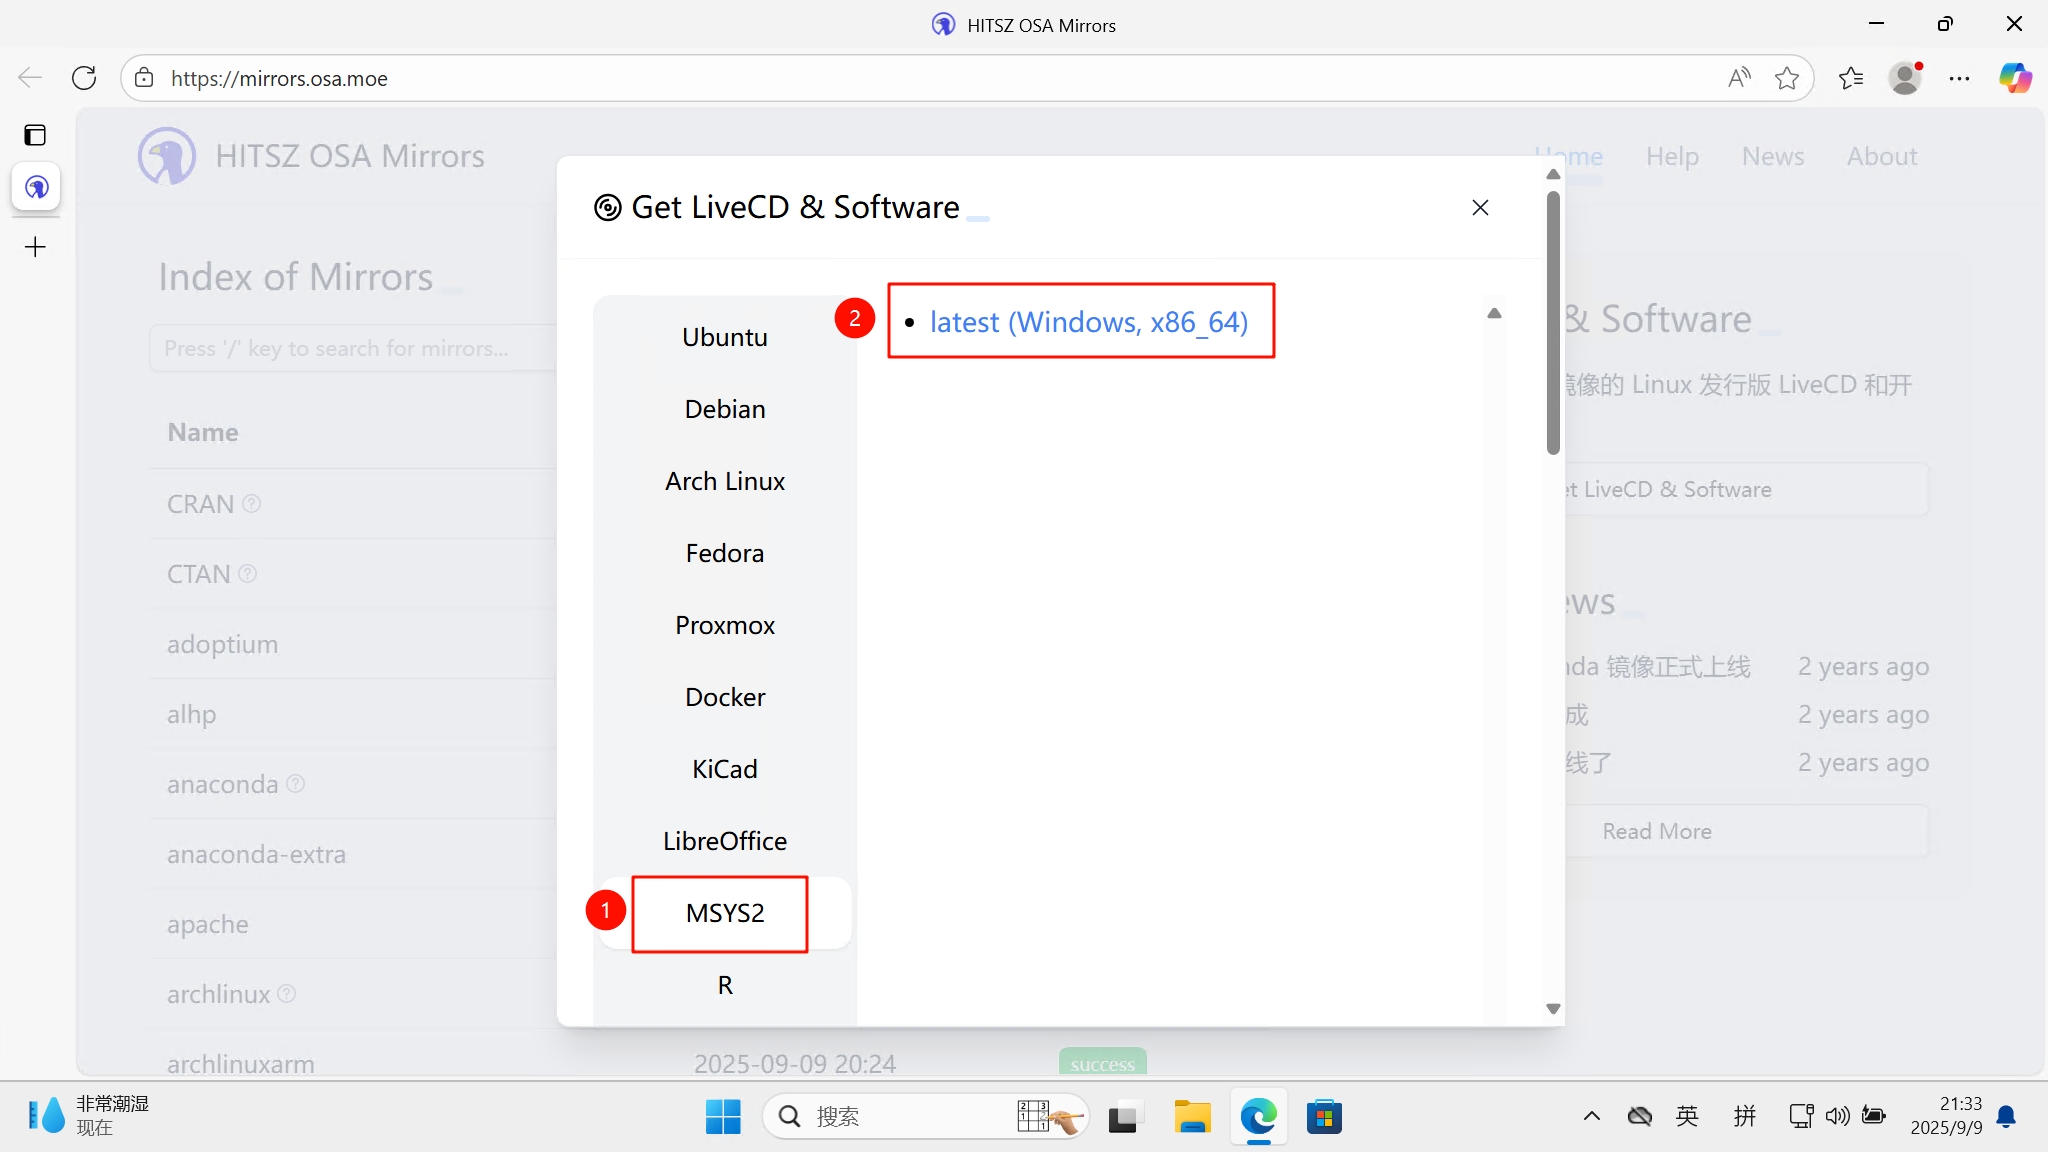 HITSZ OSA Mirrors
https://mirrors.osa.moe
HITSZ OSA Mirrors
Home
Help
News
About
Get LiveCD & Software
Index of Mirrors
Press '/' key to search for mirrors...
Name
CRAN
CTAN
adoptium
alhp
anaconda
anaconda-extra
apache
archlinux
archlinuxarm
2025-09-09 20:24
success
Ubuntu
Debian
Arch Linux
Fedora
Proxmox
Docker
KiCad
LibreOffice
1
MSYS2
R
2
latest (Windows, x86_64)
& Software
镜像的 Linux 发行版 LiveCD 和开
et LiveCD & Software
ews
nda 镜像正式上线
2 years ago
成
2 years ago
线了
2 years ago
Read More
非常潮湿
现在
搜索
英
拼
21:33
2025/9/9